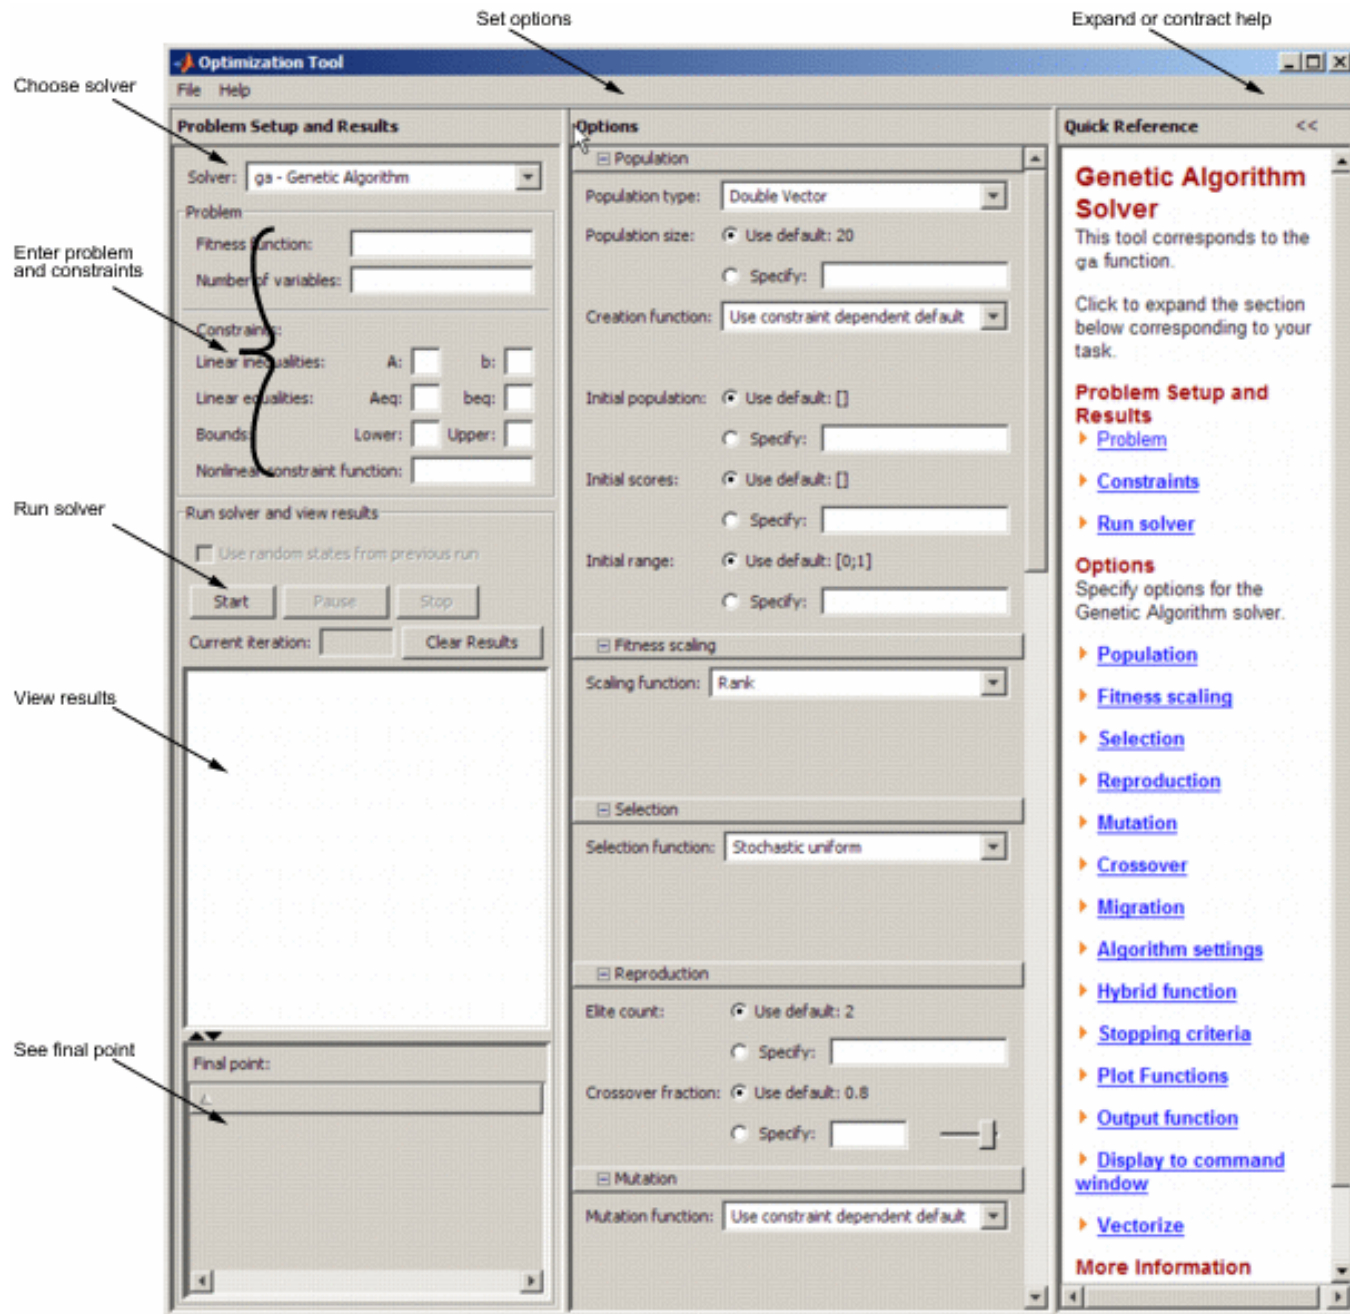 Set options
Expand or contract help
Optimization Tool
File Help
Choose solver
Problem Setup and Results
Solver: ga - Genetic Algorithm
Problem
Fitness function:
Number of variables:
Enter problem
and constraints
Constraints:
Linear inequalities: A: b:
Linear equalities: Aeq: beq:
Bounds: Lower: Upper:
Nonlinear constraint function:
Run solver
Run solver and view results
Use random states from previous run
Start Pause Stop
Current iteration: Clear Results
View results
See final point
Final point:
Options
Population
Population type: Double Vector
Population size: Use default: 20
Specify:
Creation function: Use constraint dependent default
Initial population: Use default: []
Specify:
Initial scores: Use default: []
Specify:
Initial range: Use default: [0;1]
Specify:
Fitness scaling
Scaling function: Rank
Selection
Selection function: Stochastic uniform
Reproduction
Elite count: Use default: 2
Specify:
Crossover fraction: Use default: 0.8
Specify:
Mutation
Mutation function: Use constraint dependent default
Quick Reference <<
Genetic Algorithm
Solver
This tool corresponds to the
ga function.
Click to expand the section
below corresponding to your
task.
Problem Setup and
Results
Problem
Constraints
Run solver
Options
Specify options for the
Genetic Algorithm solver.
Population
Fitness scaling
Selection
Reproduction
Mutation
Crossover
Migration
Algorithm settings
Hybrid function
Stopping criteria
Plot Functions
Output function
Display to command
window
Vectorize
More Information